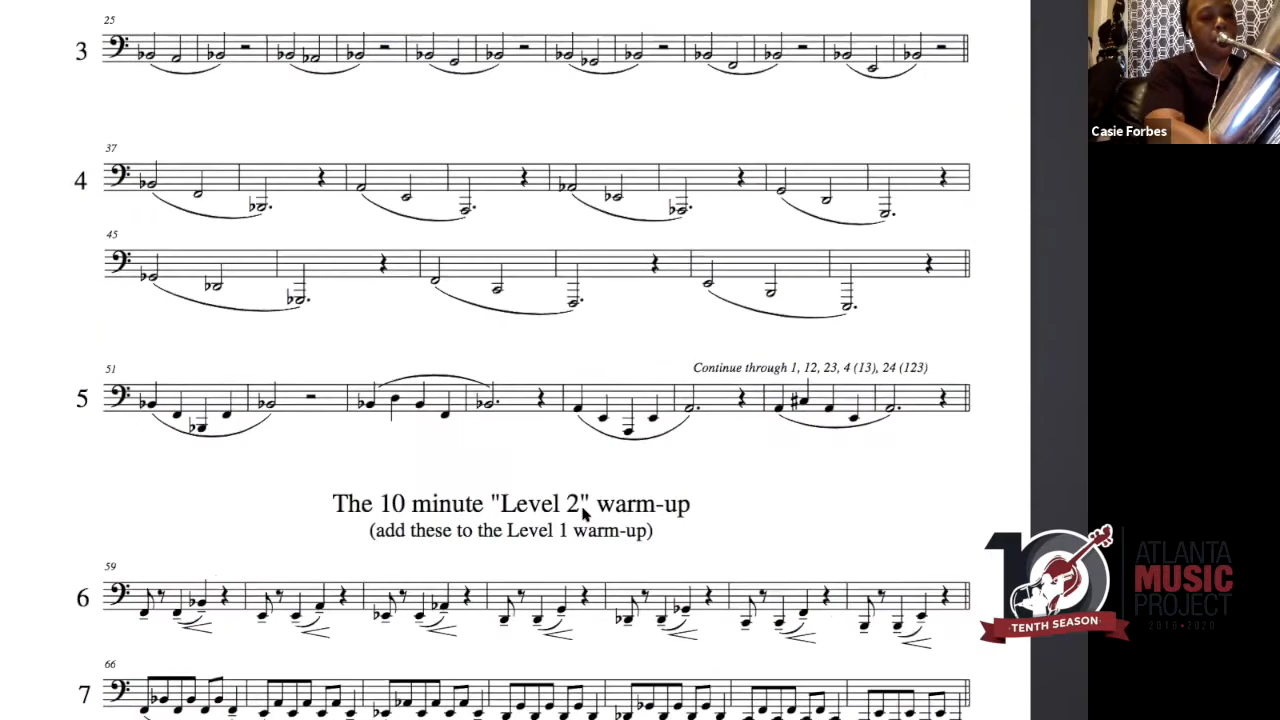 25
3
Casie Forbes
37
4
45
51
Continue through 1, 12, 23, 4 (13), 24 (123)
5
The 10 minute "Level 2" warm-up
(add these to the Level 1 warm-up)
59
6
10
TENTH SEASON
ATLANTA
MUSIC
PROJECT
2010•2020
66
7